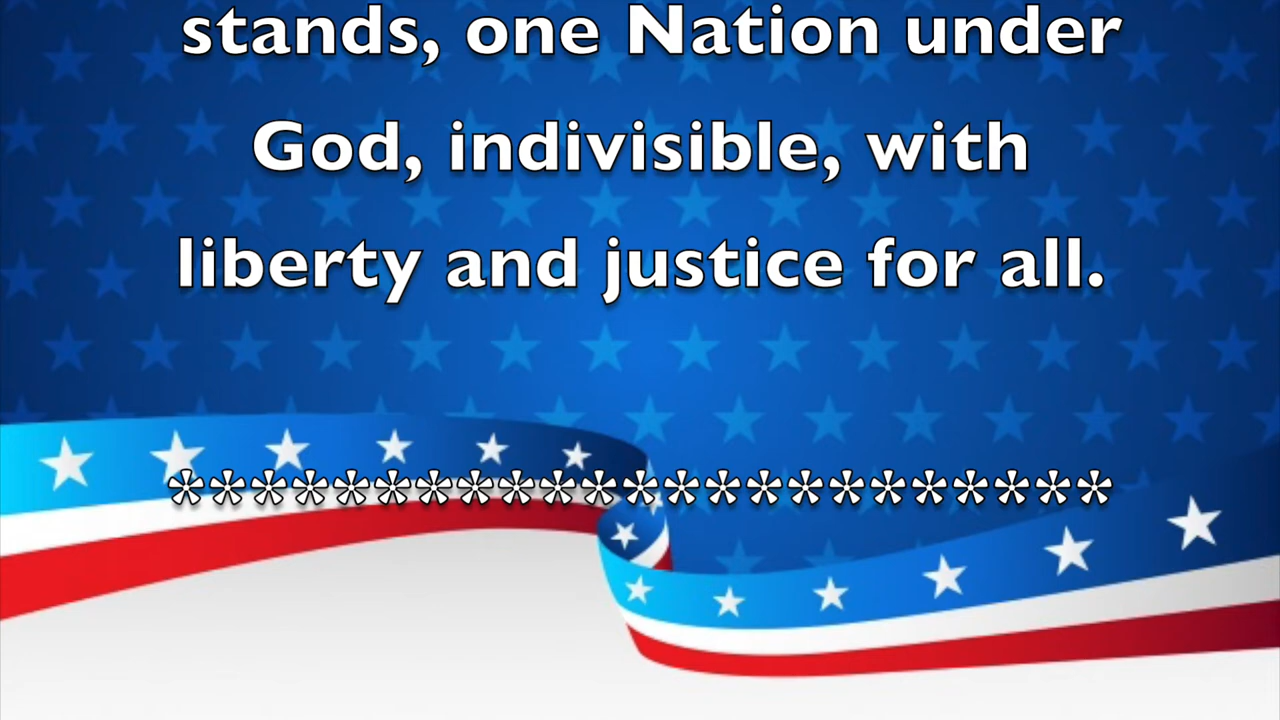 stands, one Nation under
God, indivisible, with
liberty and justice for all.
***********************